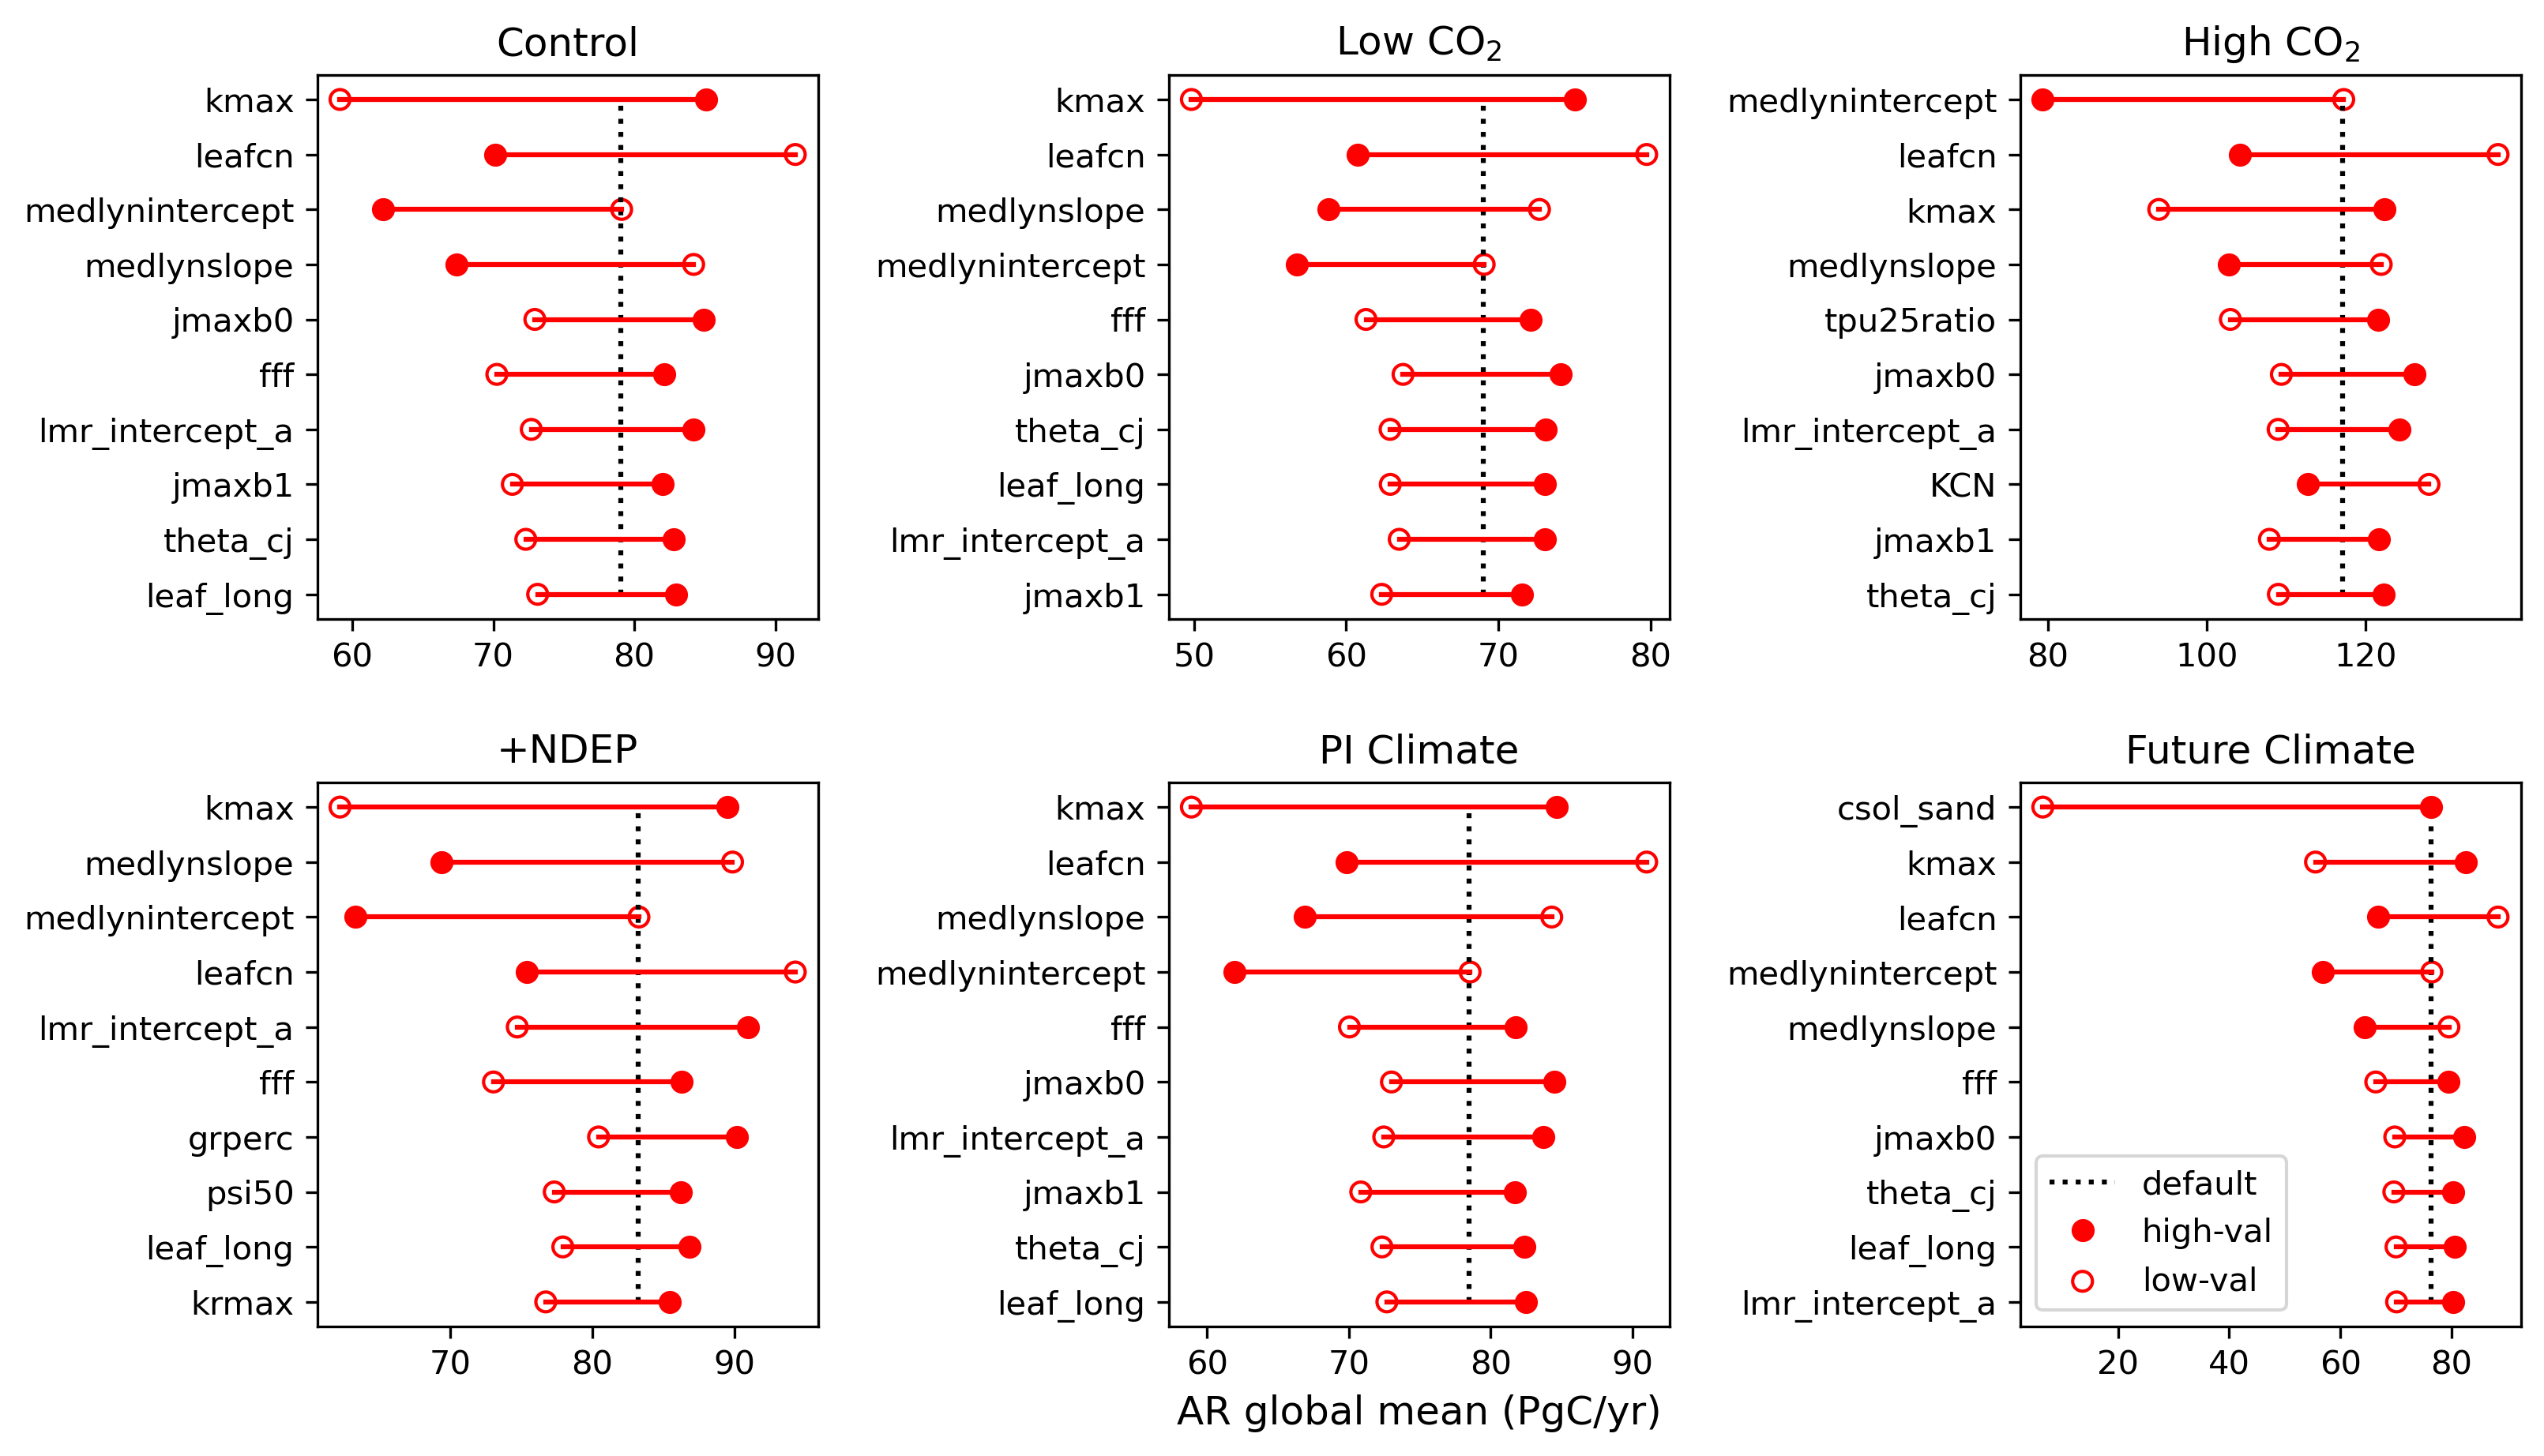 Control
kmax
leafcn
medlynintercept
medlynslope
jmaxb0
fff
lmr_intercept_a
jmaxb1
theta_cj
leaf_long
60 70 80 90
Low CO₂
kmax
leafcn
medlynslope
medlynintercept
fff
jmaxb0
theta_cj
leaf_long
lmr_intercept_a
jmaxb1
50 60 70 80
High CO₂
medlynintercept
leafcn
kmax
medlynslope
tpu25ratio
jmaxb0
lmr_intercept_a
KCN
jmaxb1
theta_cj
80 100 120
+NDEP
kmax
medlynslope
medlynintercept
leafcn
lmr_intercept_a
fff
grperc
psi50
leaf_long
krmax
70 80 90
PI Climate
kmax
leafcn
medlynslope
medlynintercept
fff
jmaxb0
lmr_intercept_a
jmaxb1
theta_cj
leaf_long
60 70 80 90
AR global mean (PgC/yr)
Future Climate
csol_sand
kmax
leafcn
medlynintercept
medlynslope
fff
jmaxb0
theta_cj
leaf_long
lmr_intercept_a
default
high-val
low-val
20 40 60 80